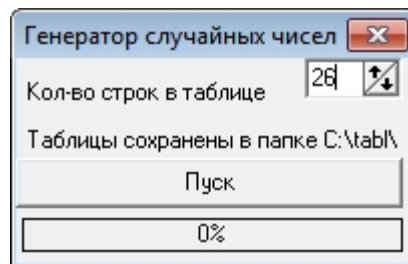 Генератор случайных чисел
Кол-во строк в таблице 26
Таблицы сохранены в папке C:\tabl\
Пуск
0%